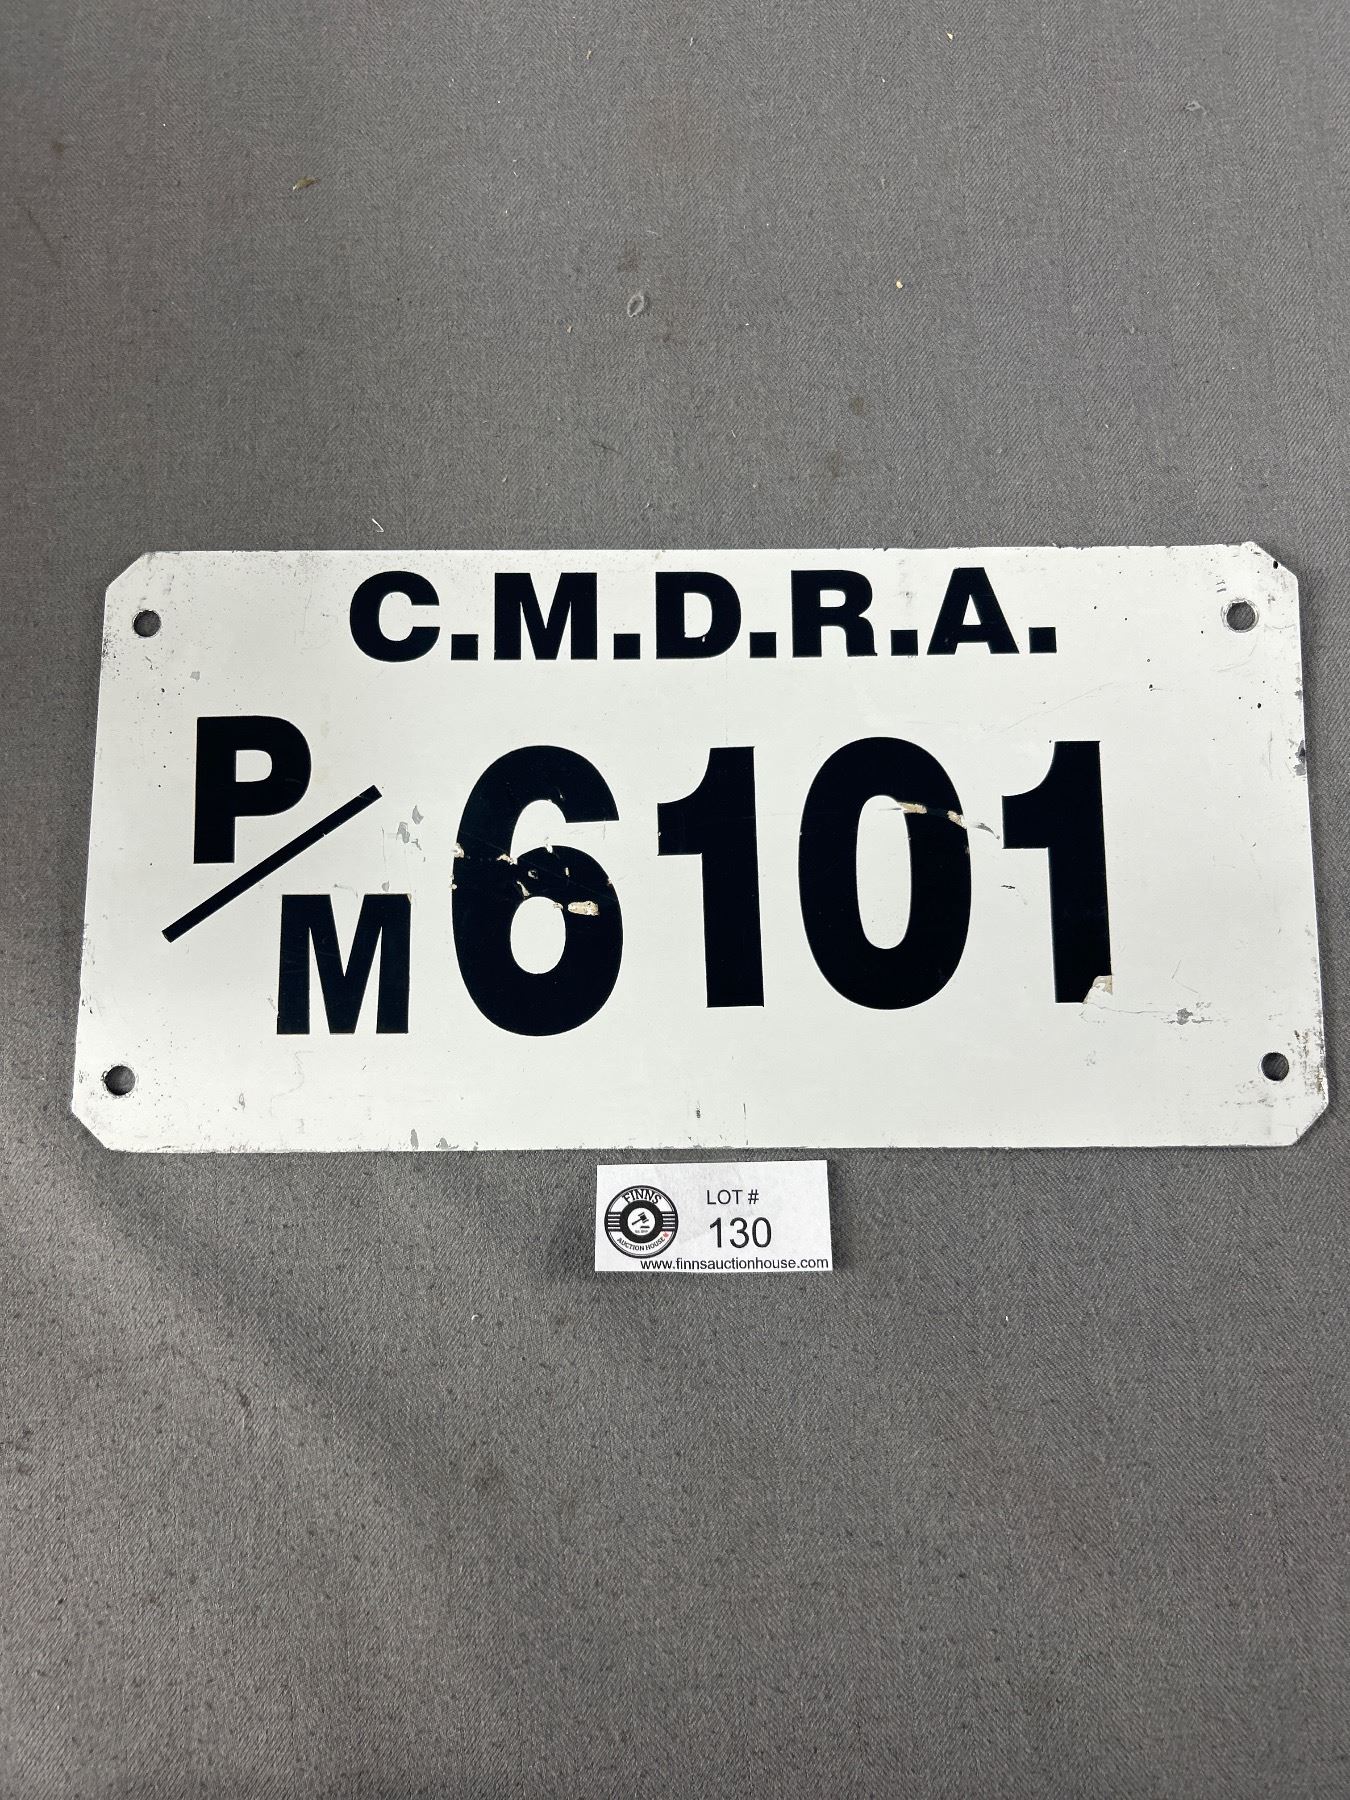 C.M.D.R.A.
P/M 6101
FINNS
AUCTION HOUSE
LOT #
130
www.finnsauctionhouse.com